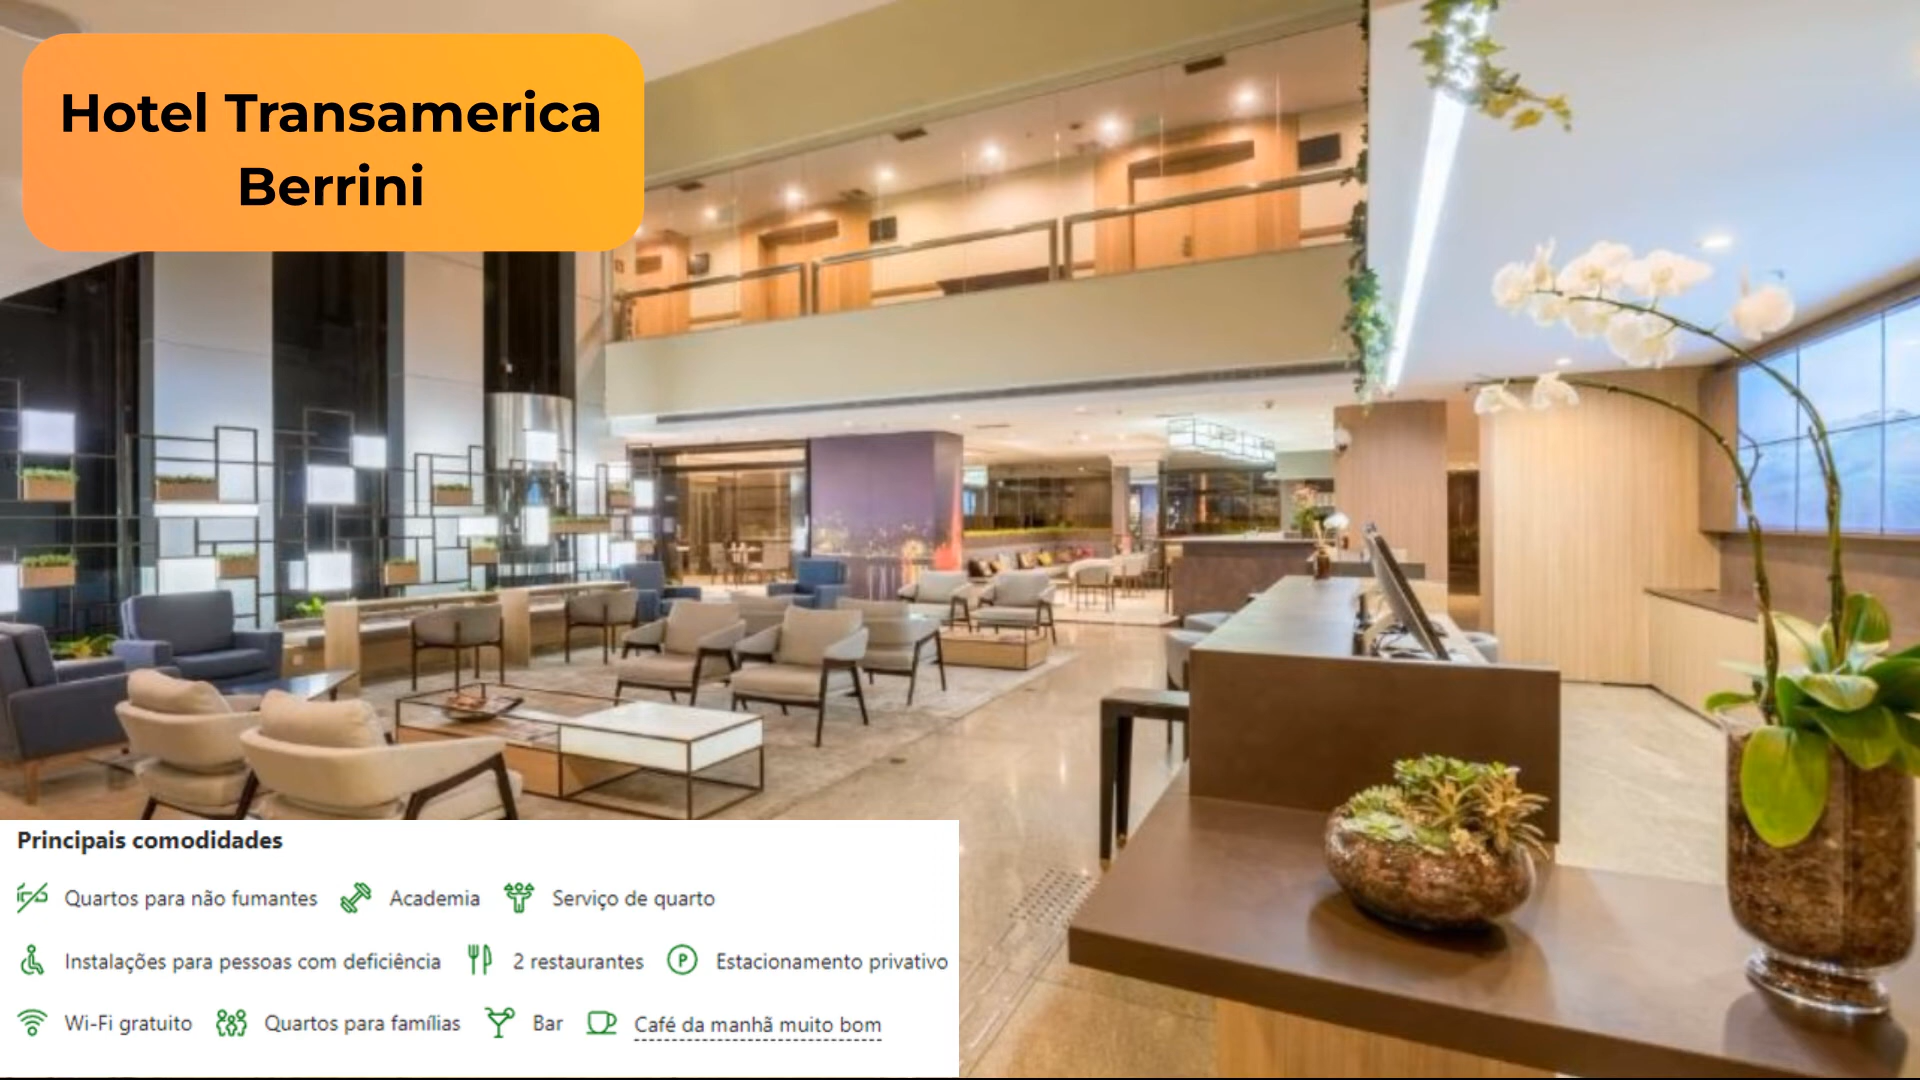 Hotel Transamerica
Berrini
Principais comodidades
Quartos para não fumantes Academia Serviço de quarto
Instalações para pessoas com deficiência 2 restaurantes P Estacionamento privativo
Wi-Fi gratuito Quartos para famílias Bar Café da manhã muito bom